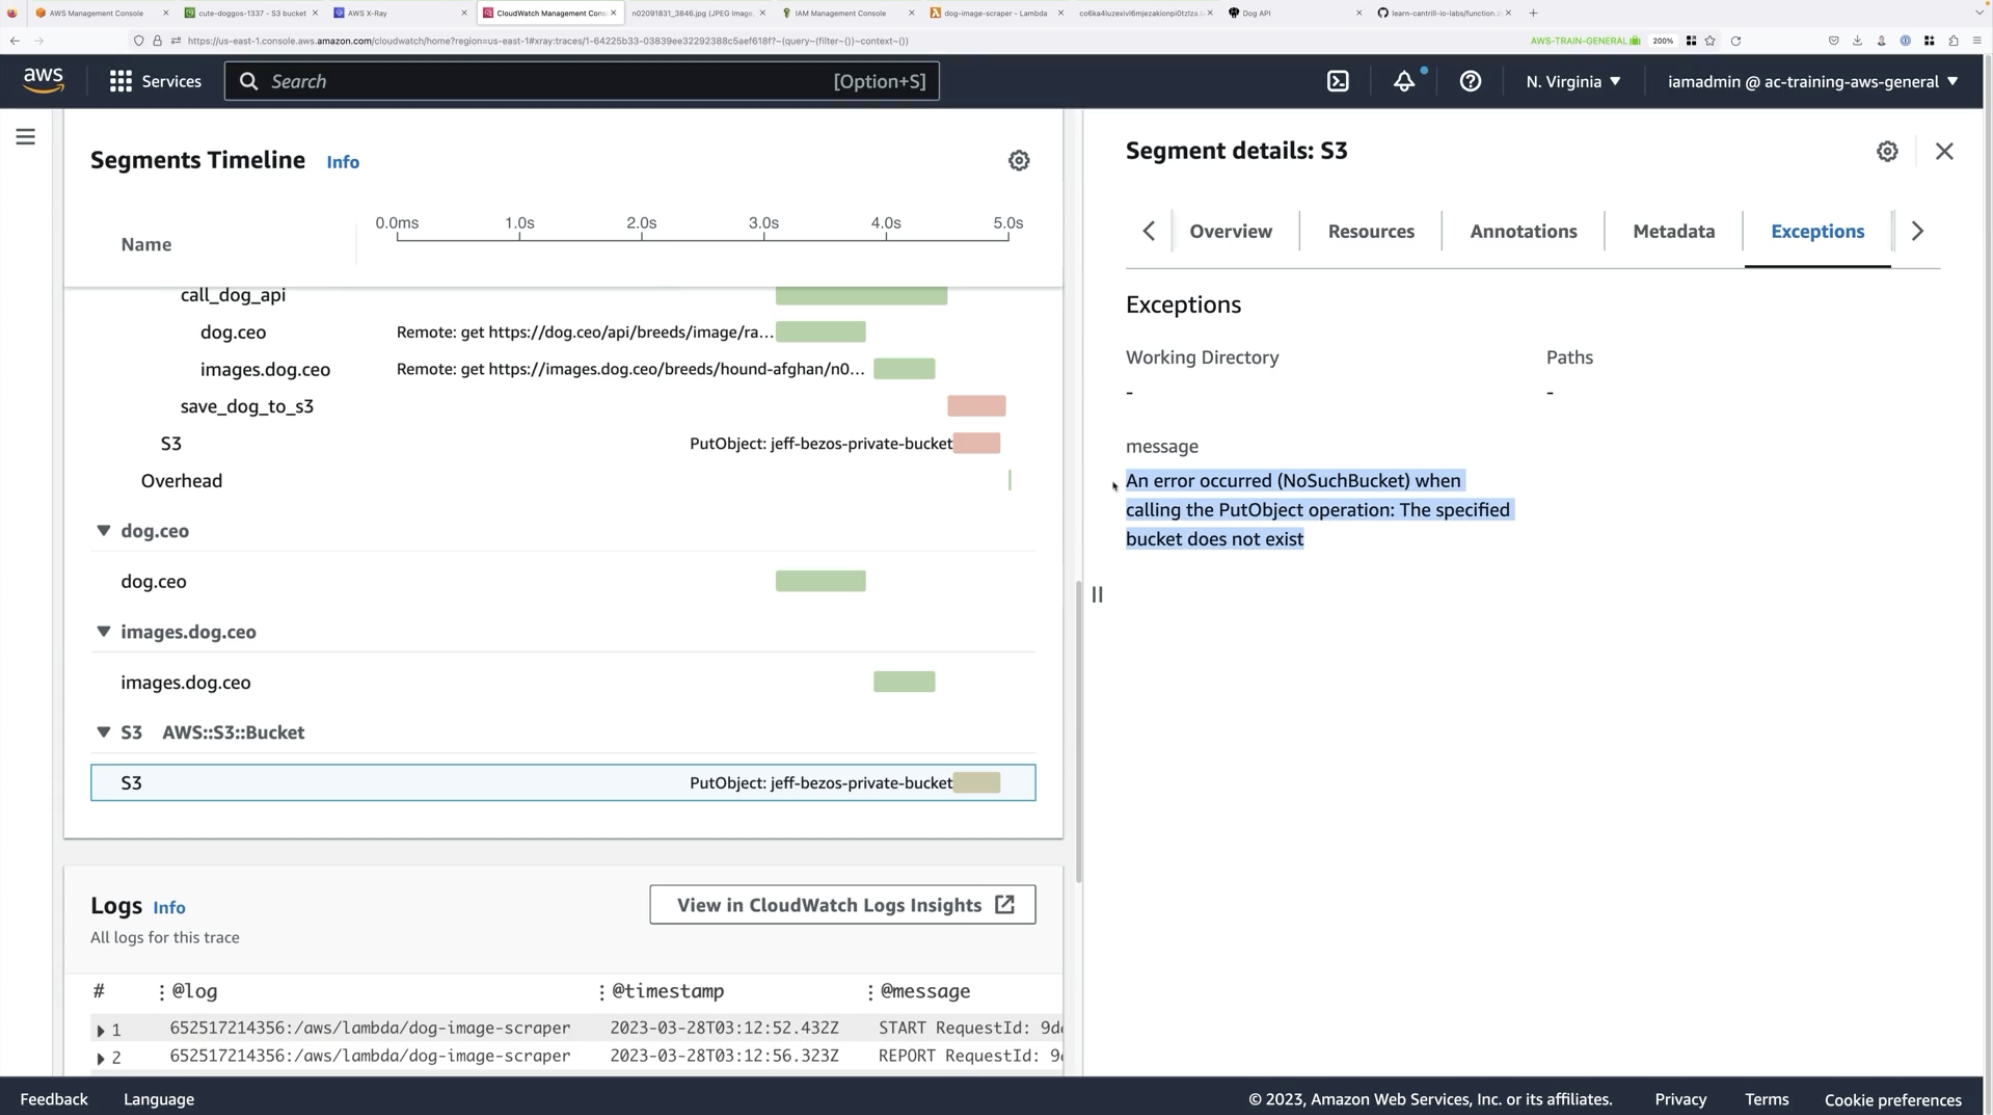 AWS Management Console
cute-doggos-1337 - S3 bucket
AWS X-Ray
CloudWatch Management Con
n02091831_3846.jpg (JPEG Image,
IAM Management Console
dog-image-scraper - Lambda
Dog API
learn-cantrill-io-labs/function.z
https://us-east-1.console.aws.amazon.com/cloudwatch/home?region=us-east-1#xray:traces/1-64225b33-03839ee32292388c5aef618f?~(query~(filter~())~context~())
AWS-TRAIN-GENERAL
200%
aws
Services
Search
[Option+S]
N. Virginia
iamadmin @ ac-training-aws-general
Segments Timeline Info
Name
0.0ms 1.0s 2.0s 3.0s 4.0s 5.0s
call_dog_api
dog.ceo Remote: get https://dog.ceo/api/breeds/image/ra...
images.dog.ceo Remote: get https://images.dog.ceo/breeds/hound-afghan/n0...
save_dog_to_s3
S3 PutObject: jeff-bezos-private-bucket
Overhead
dog.ceo
dog.ceo
images.dog.ceo
images.dog.ceo
S3 AWS::S3::Bucket
S3 PutObject: jeff-bezos-private-bucket
Logs Info
All logs for this trace
View in CloudWatch Logs Insights
# @log @timestamp @message
1 652517214356:/aws/lambda/dog-image-scraper 2023-03-28T03:12:52.432Z START RequestId:
2 652517214356:/aws/lambda/dog-image-scraper 2023-03-28T03:12:56.323Z REPORT RequestId:
Segment details: S3
Overview Resources Annotations Metadata Exceptions
Exceptions
Working Directory Paths
- -
message
An error occurred (NoSuchBucket) when
calling the PutObject operation: The specified
bucket does not exist
Feedback Language
© 2023, Amazon Web Services, Inc. or its affiliates. Privacy Terms Cookie preferences